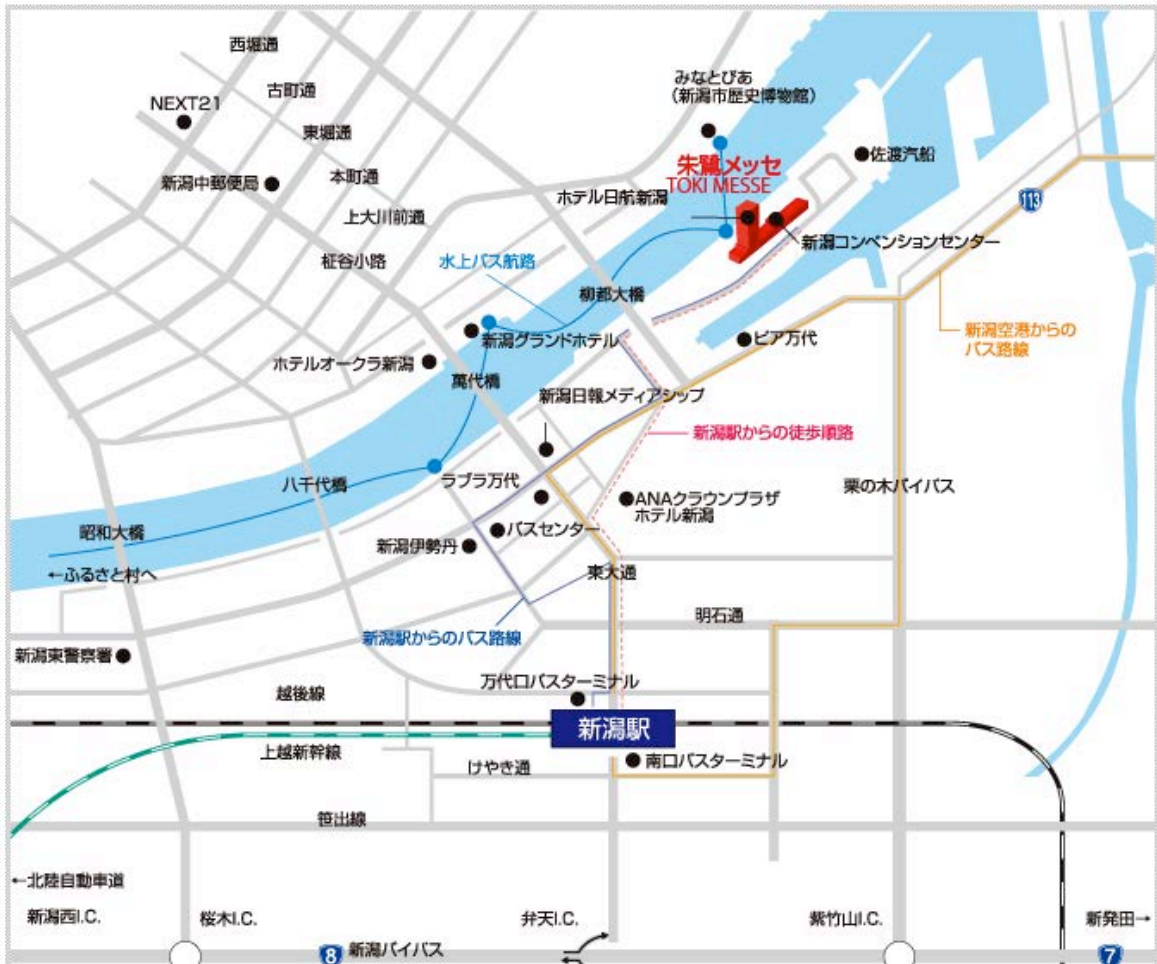 西堀通
古町通
NEXT21
東堀通
新潟中郵便局
本町通
上大川前通
柾谷小路
みなとぴあ
(新潟市歴史博物館)
朱鷺メッセ
TOKI MESSE
佐渡汽船
ホテル日航新潟
113
新潟コンベンションセンター
水上バス航路
柳都大橋
新潟グランドホテル
ピア万代
新潟空港からの
バス路線
ホテルオークラ新潟
萬代橋
新潟日報メディアシップ
新潟駅からの徒歩順路
八千代橋
ラブラ万代
栗の木バイパス
ANAクラウンプラザ
ホテル新潟
昭和大橋
バスセンター
新潟伊勢丹
←ふるさと村へ
東大通
明石通
新潟駅からのバス路線
新潟東警察署
万代口バスターミナル
越後線
新潟駅
上越新幹線
けやき通
南口バスターミナル
笹出線
←北陸自動車道
新潟西I.C.
桜木I.C.
弁天I.C.
紫竹山I.C.
新発田→
8
新潟バイパス
7